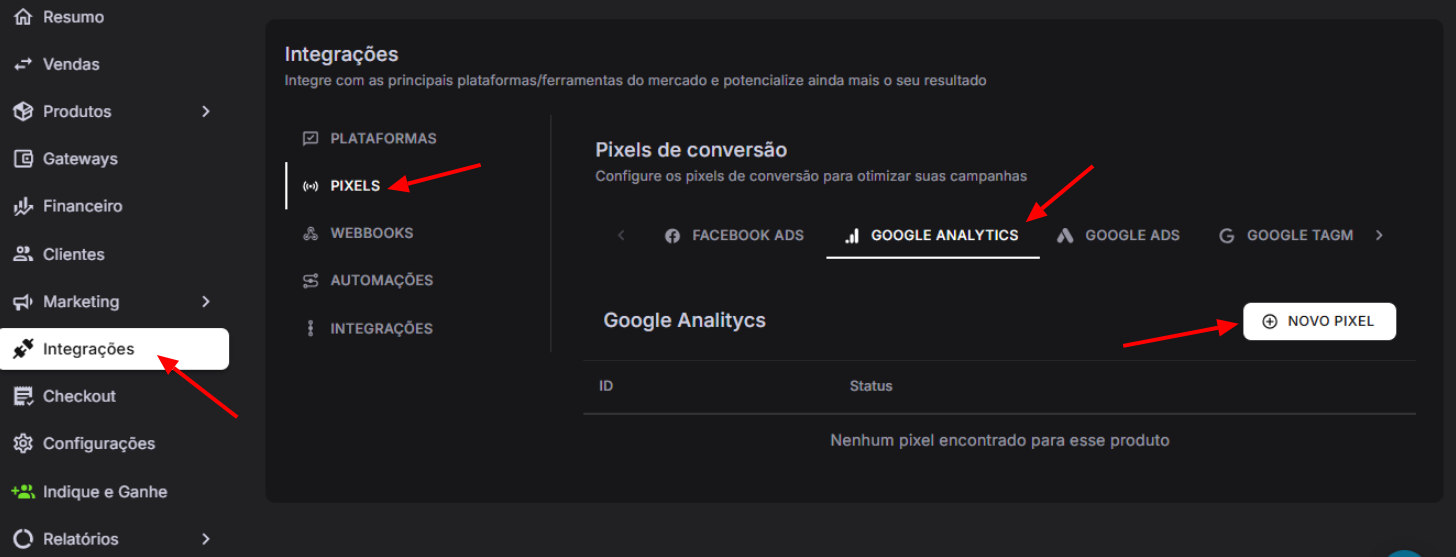 Resumo
Vendas
Produtos
Gateways
Financeiro
Clientes
Marketing
Integrações
Checkout
Configurações
Indique e Ganhe
Relatórios
Integrações
Integre com as principais plataformas/ferramentas do mercado e potencialize ainda mais o seu resultado
PLATAFORMAS
PIXELS
WEBBOOKS
AUTOMAÇÕES
INTEGRAÇÕES
Pixels de conversão
Configure os pixels de conversão para otimizar suas campanhas
FACEBOOK ADS GOOGLE ANALYTICS GOOGLE ADS GOOGLE TAGM
Google Analitycs
NOVO PIXEL
ID Status
Nenhum pixel encontrado para esse produto